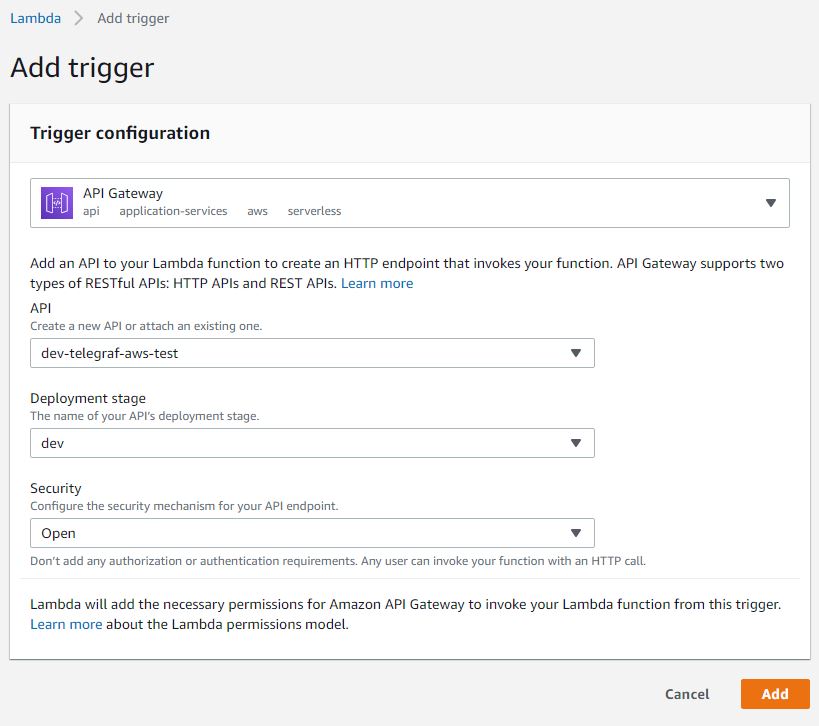 Lambda > Add trigger
Add trigger
Trigger configuration
API Gateway
api application-services aws serverless
Add an API to your Lambda function to create an HTTP endpoint that invokes your function. API Gateway supports two
types of RESTful APIs: HTTP APIs and REST APIs. Learn more
API
Create a new API or attach an existing one.
dev-telegraf-aws-test
Deployment stage
The name of your API's deployment stage.
dev
Security
Configure the security mechanism for your API endpoint.
Open
Don't add any authorization or authentication requirements. Any user can invoke your function with an HTTP call.
Lambda will add the necessary permissions for Amazon API Gateway to invoke your Lambda function from this trigger.
Learn more about the Lambda permissions model.
Cancel Add